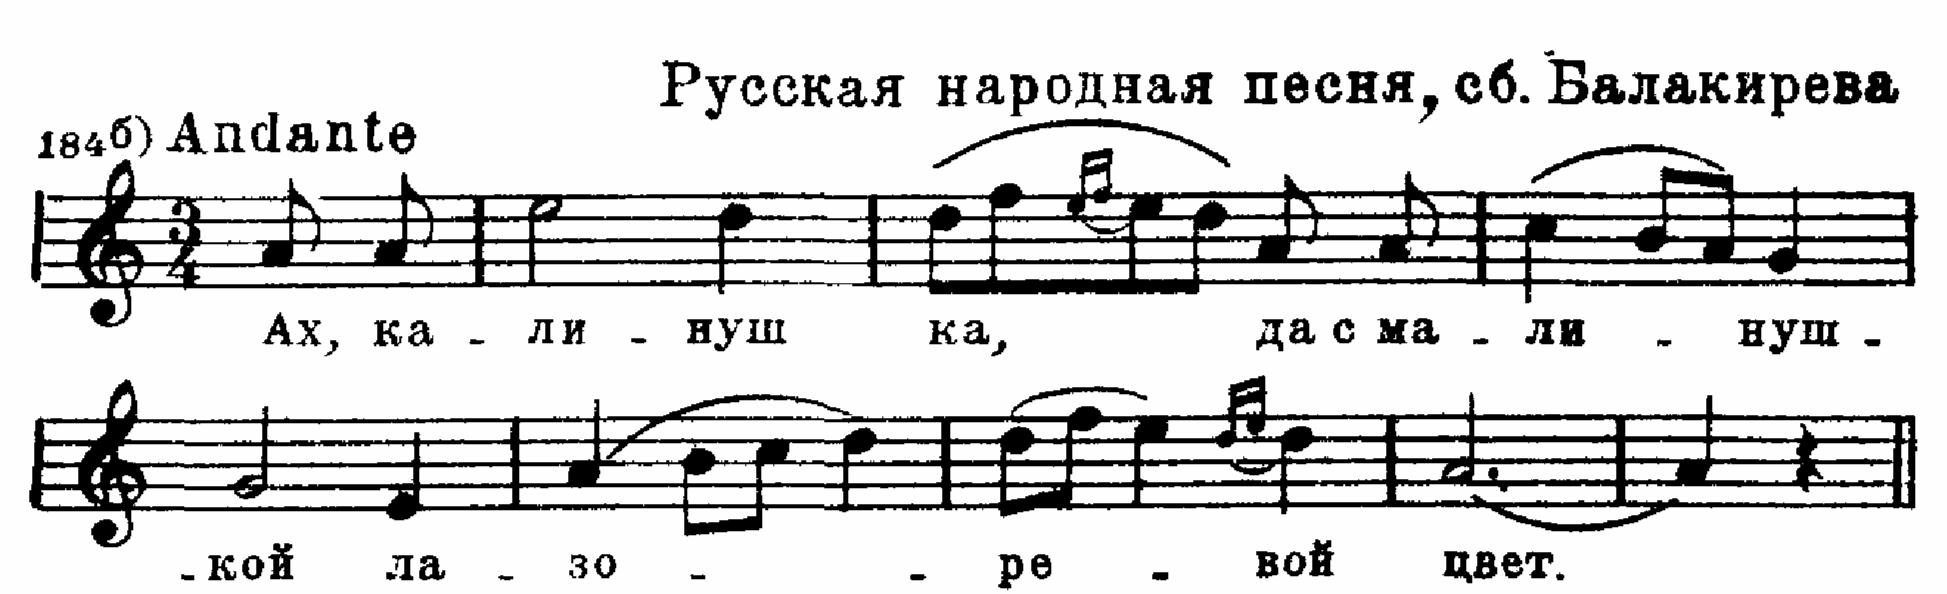 Русская народная песня, сб. Балакирева
184б) Andante
3
4
Ах, ка - ли - нуш ка, да с ма - ли - нуш -
- кой ла - зо - - ре - вой цвет.